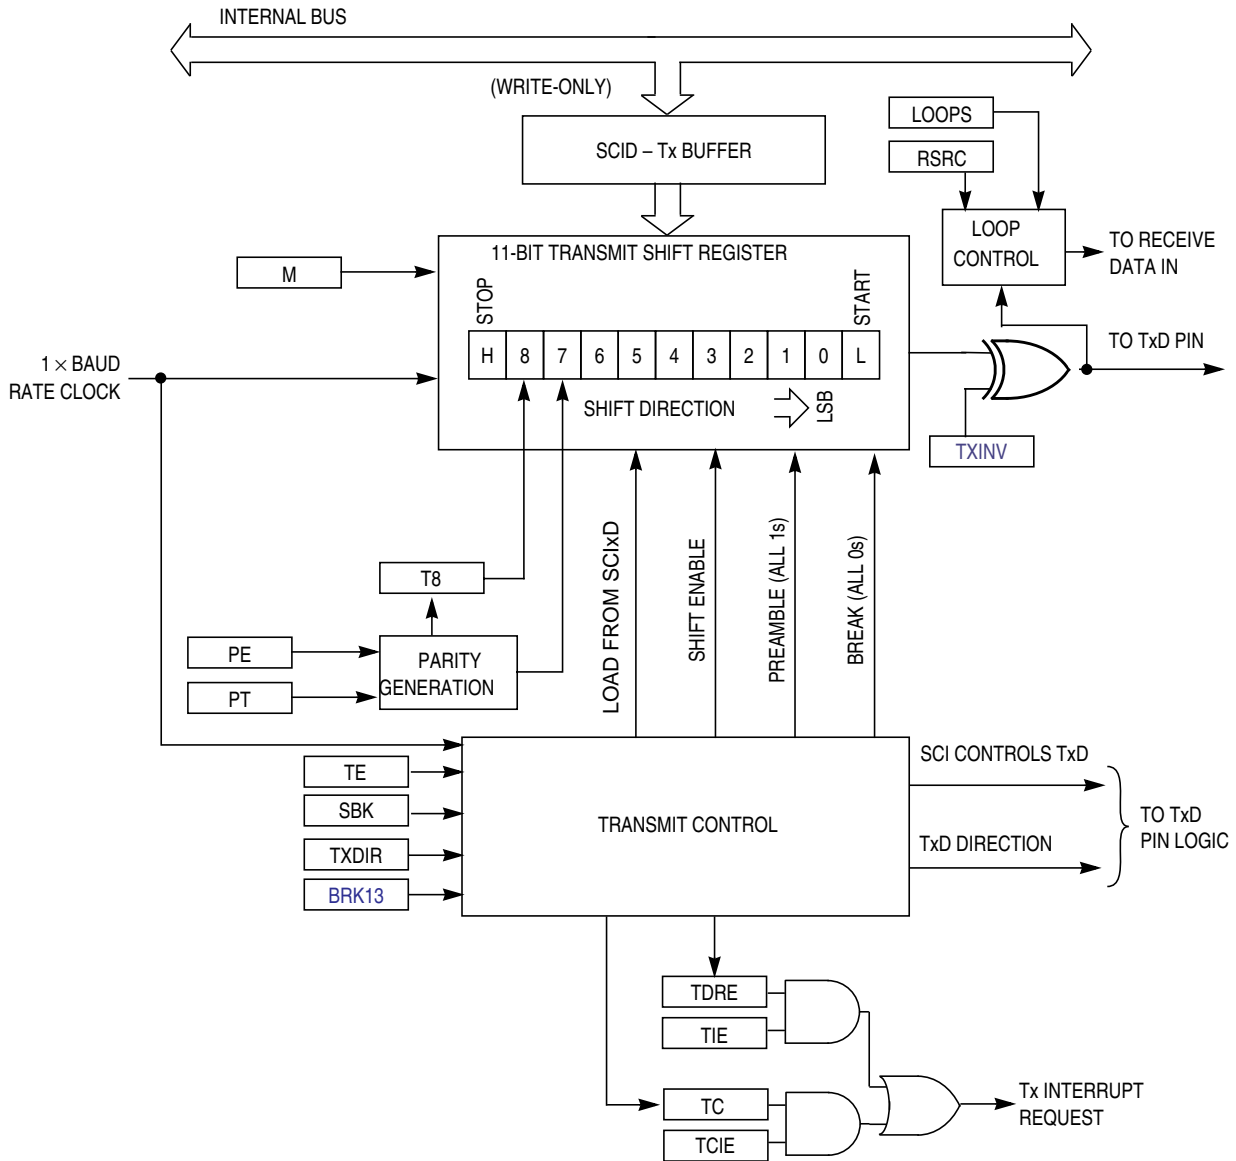 INTERNAL BUS
(WRITE-ONLY)
SCID – Tx BUFFER
LOOPS
RSRC
LOOP
CONTROL
TO RECEIVE
DATA IN
11-BIT TRANSMIT SHIFT REGISTER
M
STOP
START
H 8 7 6 5 4 3 2 1 0 L
1 × BAUD
RATE CLOCK
SHIFT DIRECTION
LSB
TO TxD PIN
TXINV
LOAD FROM SCIxD
SHIFT ENABLE
PREAMBLE (ALL 1s)
BREAK (ALL 0s)
T8
PE
PT
PARITY
GENERATION
TE
SBK
TXDIR
BRK13
TRANSMIT CONTROL
SCI CONTROLS TxD
TxD DIRECTION
TO TxD
PIN LOGIC
TDRE
TIE
TC
TCIE
Tx INTERRUPT
REQUEST